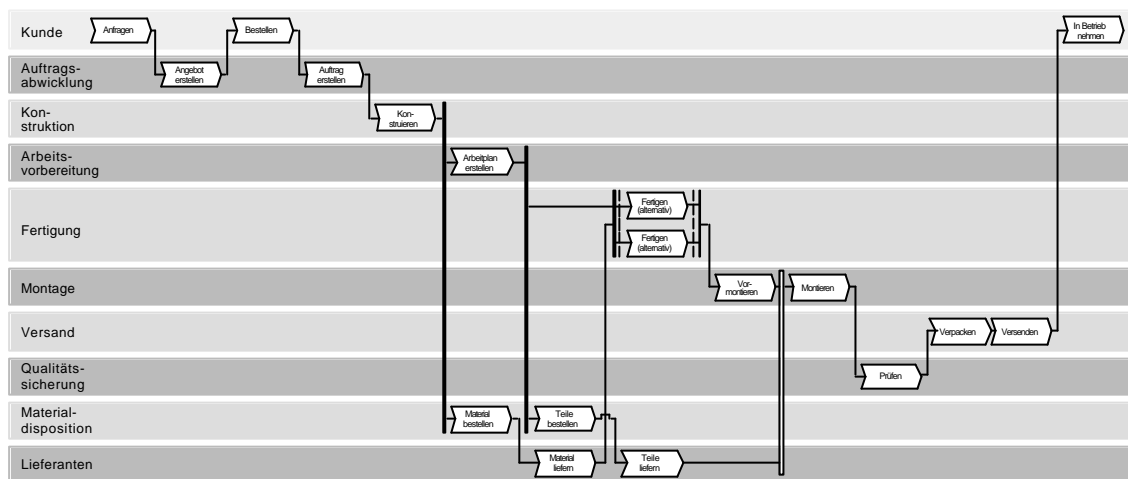 Kunde
Anfragen
Bestellen
In Betrieb
nehmen
Auftrags-
abwicklung
Angebot
erstellen
Auftrag
erstellen
Kon-
struktion
Kon-
struieren
Arbeits-
vorbereitung
Arbeitplan
erstellen
Fertigung
Fertigen
(alternativ)
Fertigen
(alternativ)
Montage
Vor-
montieren
Montieren
Versand
Verpacken
Versenden
Qualitäts-
sicherung
Prüfen
Material-
disposition
Material
bestellen
Teile
bestellen
Lieferanten
Material
liefern
Teile
liefern